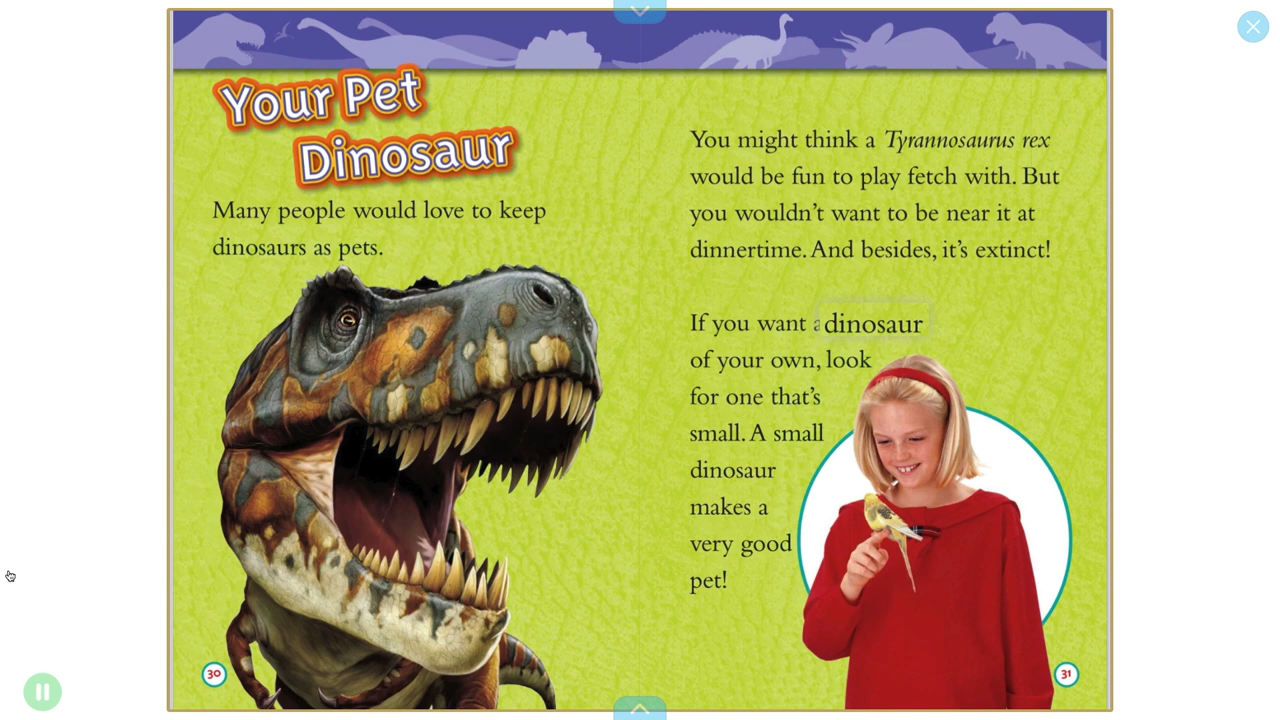 Your Pet
Dinosaur
Many people would love to keep
dinosaurs as pets.
30
You might think a Tyrannosaurus rex
would be fun to play fetch with. But
you wouldn't want to be near it at
dinnertime. And besides, it's extinct!
If you want a dinosaur
of your own, look
for one that's
small. A small
dinosaur
makes a
very good
pet!
31